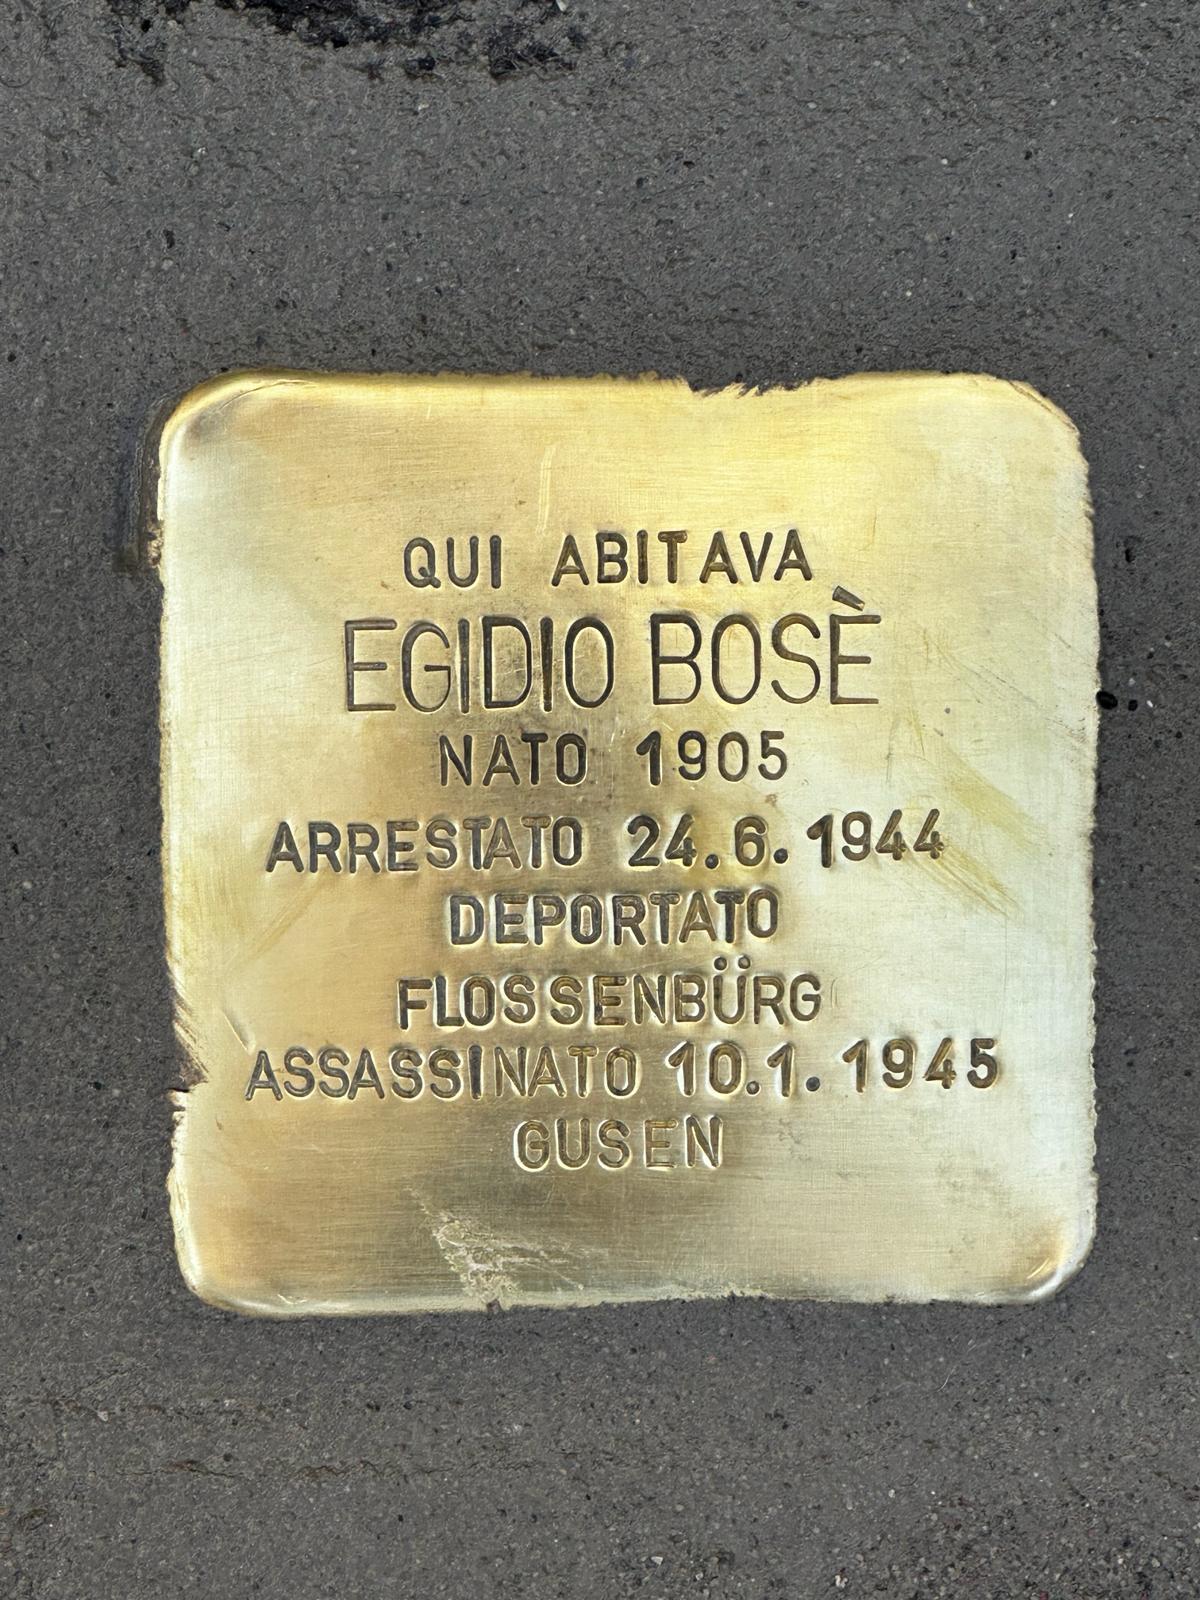 QUI ABITAVA
EGIDIO BOSÈ
NATO 1905
ARRESTATO 24.6.1944
DEPORTATO
FLOSSENBÜRG
ASSASSINATO 10.1.1945
GUSEN